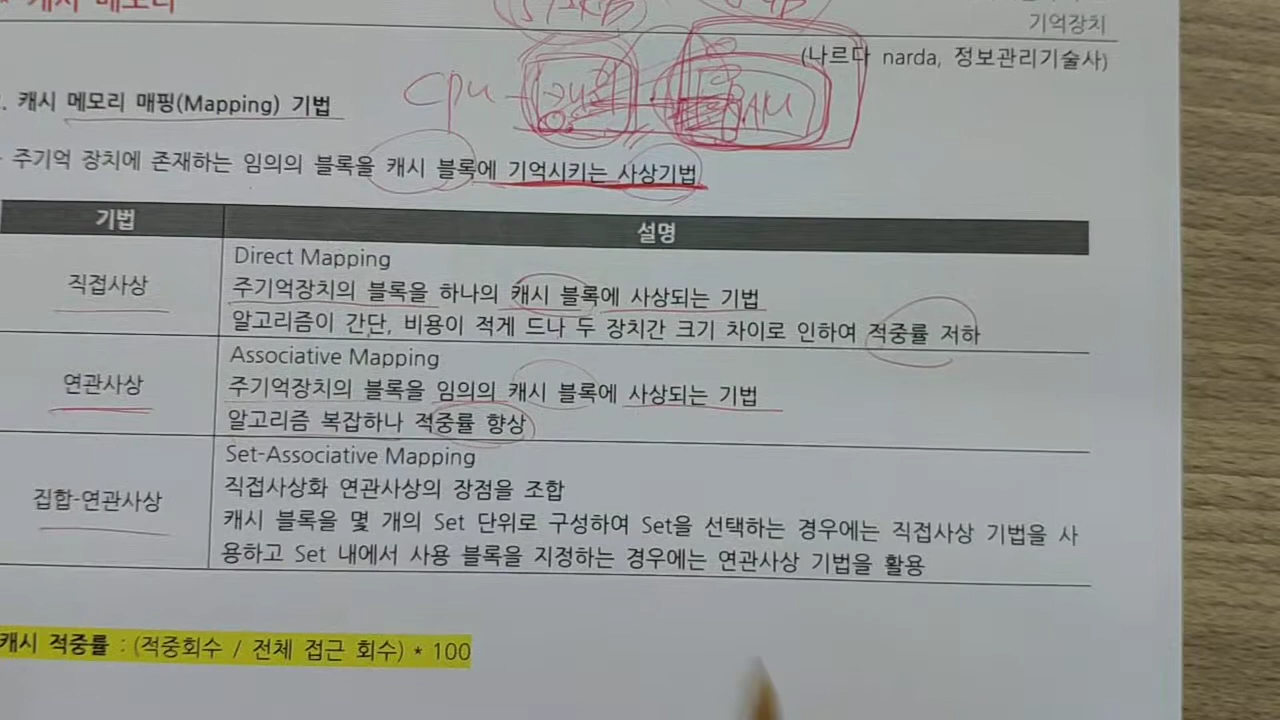 캐시 메모리
기억장치
(나르다 narda, 정보관리기술사)
CPU
RAM
. 캐시 메모리 매핑(Mapping) 기법
주기억 장치에 존재하는 임의의 블록을 캐시 블록에 기억시키는 사상기법
기법 설명
직접사상
Direct Mapping
주기억장치의 블록을 하나의 캐시 블록에 사상되는 기법
알고리즘이 간단, 비용이 적게 드나 두 장치간 크기 차이로 인하여 적중률 저하
연관사상
Associative Mapping
주기억장치의 블록을 임의의 캐시 블록에 사상되는 기법
알고리즘 복잡하나 적중률 향상
집합-연관사상
Set-Associative Mapping
직접사상화 연관사상의 장점을 조합
캐시 블록을 몇 개의 Set 단위로 구성하여 Set을 선택하는 경우에는 직접사상 기법을 사
용하고 Set 내에서 사용 블록을 지정하는 경우에는 연관사상 기법을 활용
캐시 적중률 : (적중회수 / 전체 접근 회수) * 100